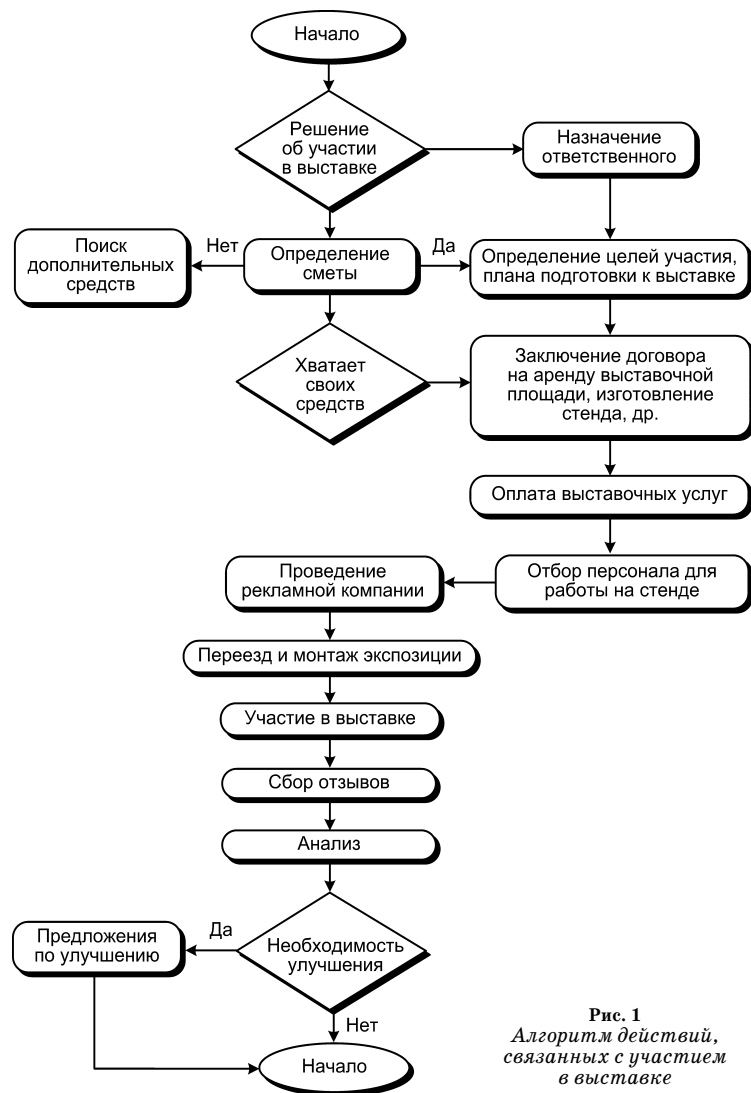 Начало
Решение
об участии
в выставке
Назначение
ответственного
Поиск
дополнительных
средств
Нет
Определение
сметы
Да
Определение целей участия,
плана подготовки к выставке
Хватает
своих
средств
Заключение договора
на аренду выставочной
площади, изготовление
стенда, др.
Оплата выставочных услуг
Отбор персонала для
работы на стенде
Проведение
рекламной компании
Переезд и монтаж экспозиции
Участие в выставке
Сбор отзывов
Анализ
Необходимость
улучшения
Да
Предложения
по улучшению
Нет
Начало
Рис. 1
Алгоритм действий,
связанных с участием
в выставке